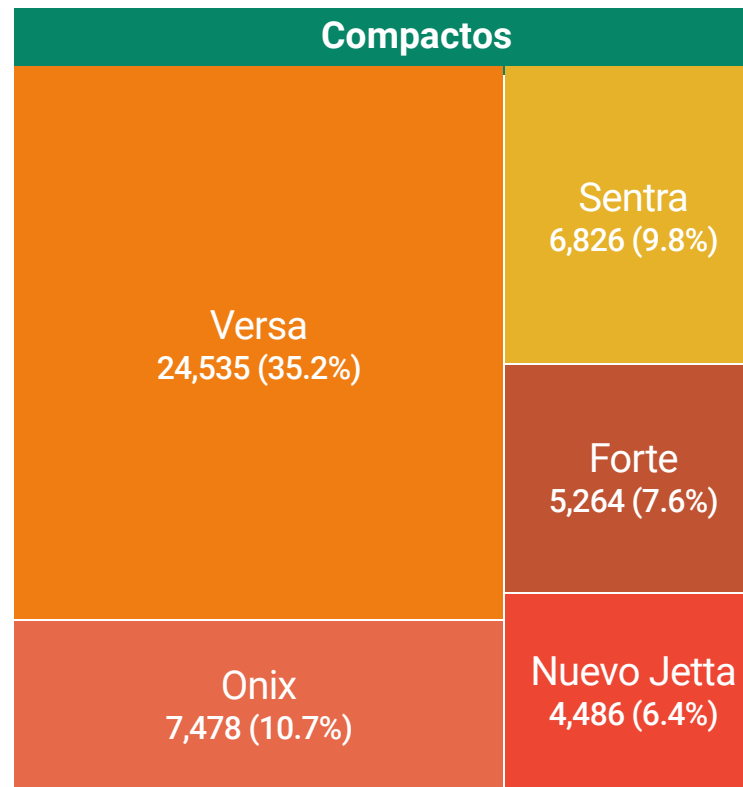 Compactos
Versa
24,535 (35.2%)
Onix
7,478 (10.7%)
Sentra
6,826 (9.8%)
Forte
5,264 (7.6%)
Nuevo Jetta
4,486 (6.4%)